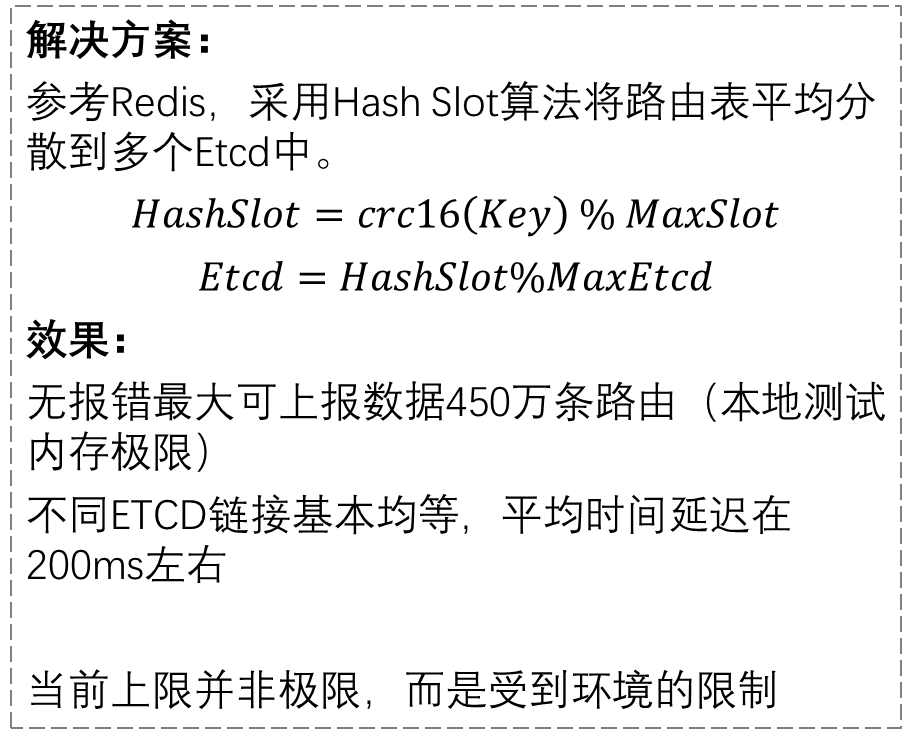 解决方案：
参考Redis，采用Hash Slot算法将路由表平均分
散到多个Etcd中。
HashSlot = crc16(Key) % MaxSlot
Etcd = HashSlot%MaxEtcd
效果：
无报错最大可上报数据450万条路由（本地测试
内存极限）
不同ETCD链接基本均等，平均时间延迟在
200ms左右
当前上限并非极限，而是受到环境的限制